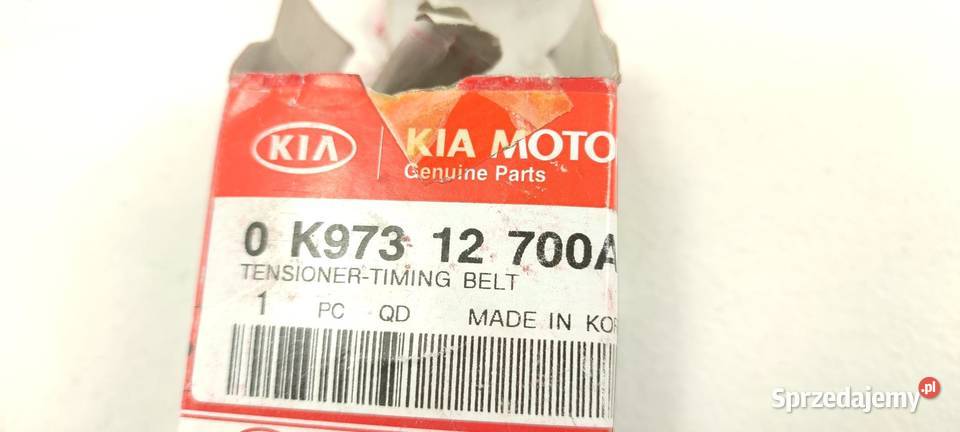 KIA
KIA MOTO
Genuine Parts
0 K973 12 700A
TENSIONER-TIMING BELT
1 PC QD MADE IN KOR
Sprzedajemy.pl